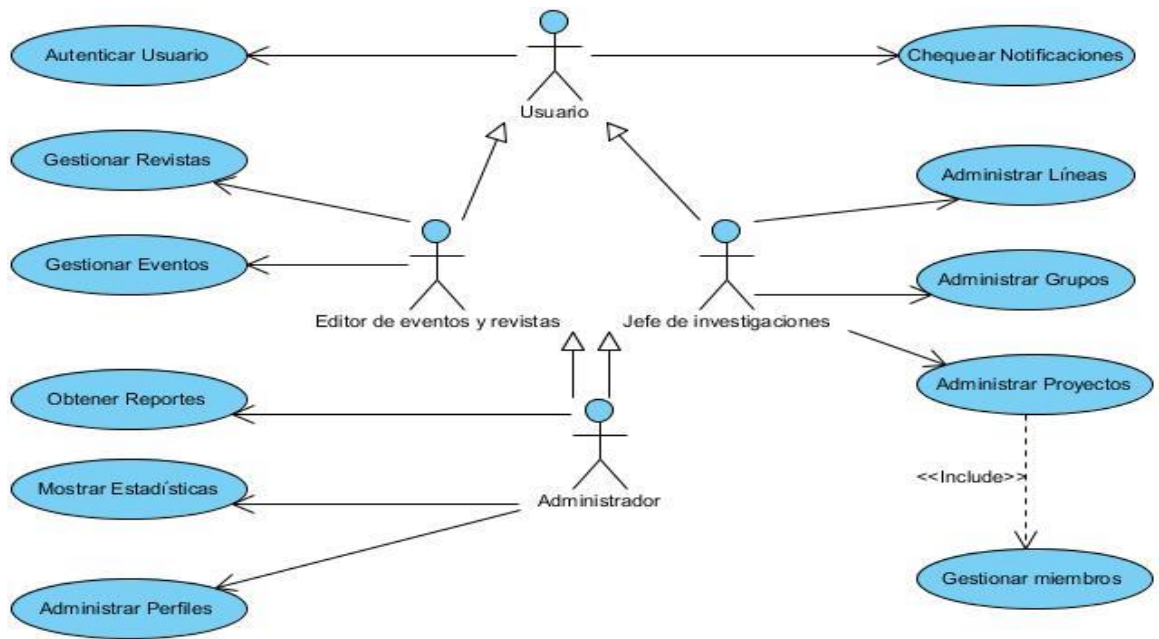 Autenticar Usuario
Chequear Notificaciones
Usuario
Gestionar Revistas
Administrar Líneas
Gestionar Eventos
Administrar Grupos
Editor de eventos y revistas
Jefe de investigaciones
Obtener Reportes
Administrar Proyectos
Mostrar Estadísticas
<<Include>>
Administrador
Administrar Perfiles
Gestionar miembros